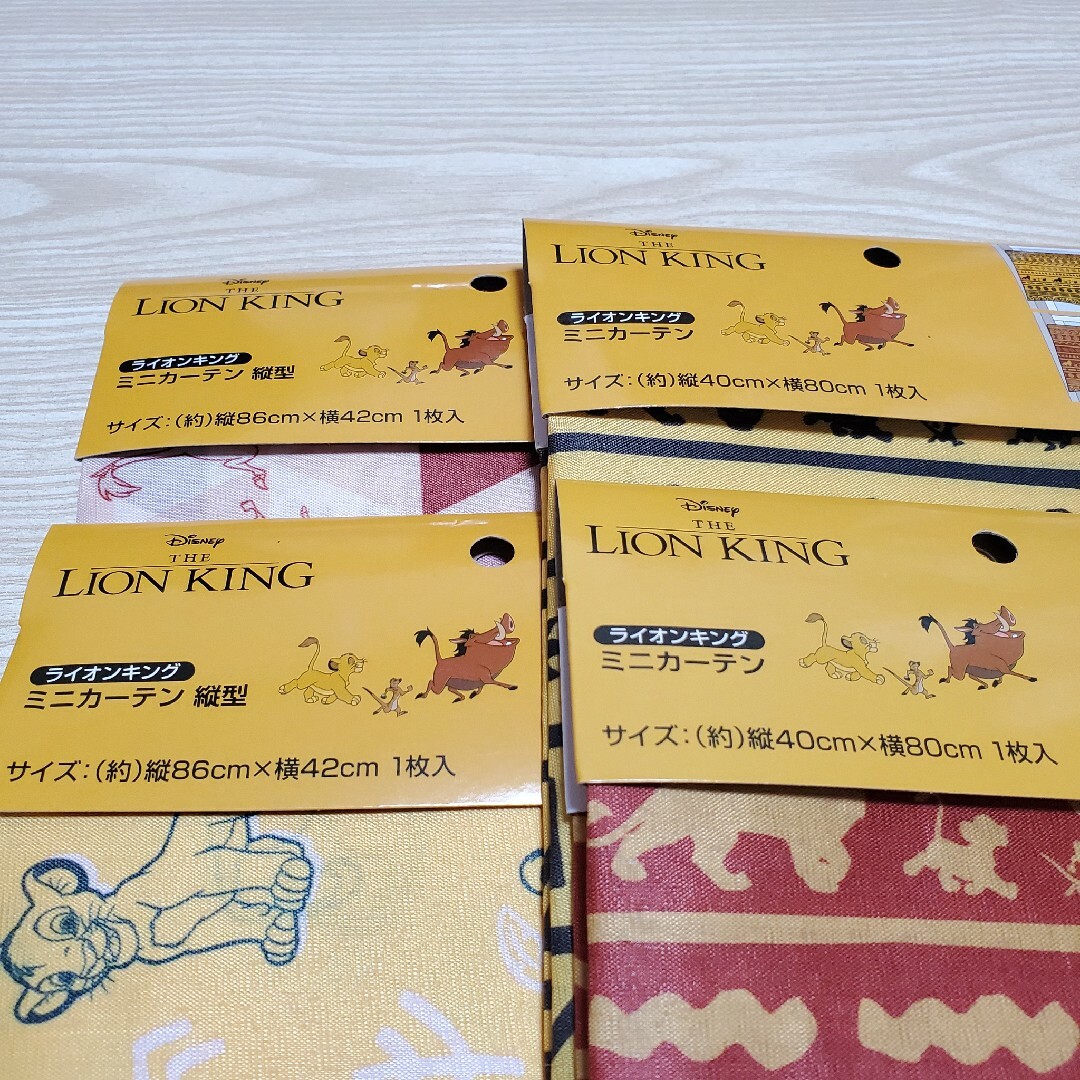 Disney
THE
LION KING
ライオンキング
ミニカーテン 縦型
サイズ:(約)縦86cm×横42cm 1枚入
Disney
THE
LION KING
ライオンキング
ミニカーテン
サイズ:(約)縦40cm×横80cm 1枚入
Disney
THE
LION KING
ライオンキング
ミニカーテン 縦型
サイズ:(約)縦86cm×横42cm 1枚入
Disney
THE
LION KING
ライオンキング
ミニカーテン
サイズ:(約)縦40cm×横80cm 1枚入